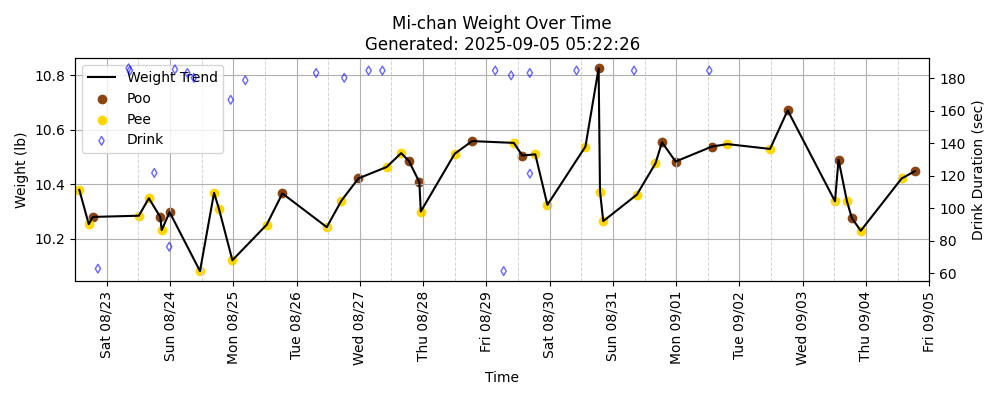 Mi-chan Weight Over Time
Generated: 2025-09-05 05:22:26
Weight (lb)
10.8
10.6
10.4
10.2
Weight Trend
Poo
Pee
Drink
180
160
140
120
100
80
60
Drink Duration (sec)
Sat 08/23
Sun 08/24
Mon 08/25
Tue 08/26
Wed 08/27
Thu 08/28
Fri 08/29
Sat 08/30
Sun 08/31
Mon 09/01
Tue 09/02
Wed 09/03
Thu 09/04
Fri 09/05
Time